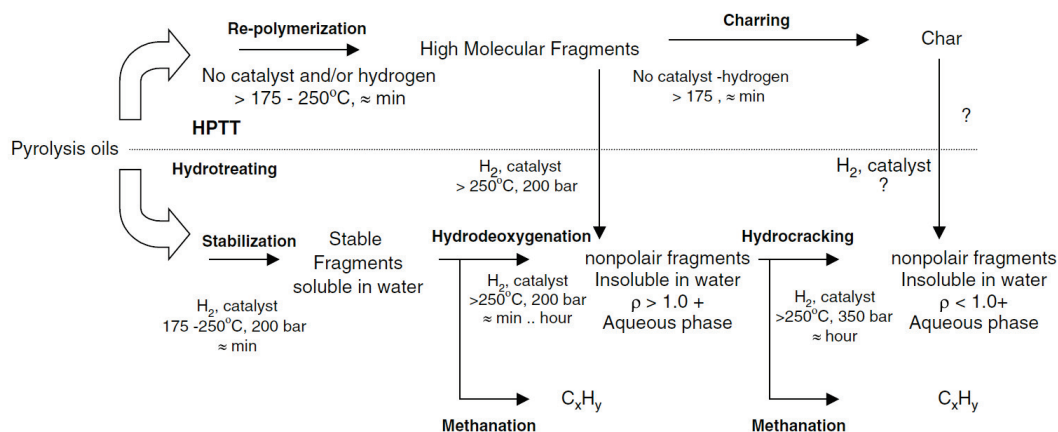 Re-polymerization
No catalyst and/or hydrogen
> 175 - 250°C, ≈ min
High Molecular Fragments
Charring
No catalyst -hydrogen
> 175 , ≈ min
Char
?
HPTT
Pyrolysis oils
Hydrotreating
H₂, catalyst
> 250°C, 200 bar
H₂, catalyst
?
Stabilization
H₂, catalyst
175 -250°C, 200 bar
≈ min
Stable
Fragments
soluble in water
Hydrodeoxygenation
H₂, catalyst
>250°C, 200 bar
≈ min .. hour
nonpolair fragments
Insoluble in water
ρ > 1.0 +
Aqueous phase
Hydrocracking
H₂, catalyst
>250°C, 350 bar
≈ hour
nonpolair fragments
Insoluble in water
ρ < 1.0+
Aqueous phase
Methanation
CₓHᵧ
Methanation
CₓHᵧ